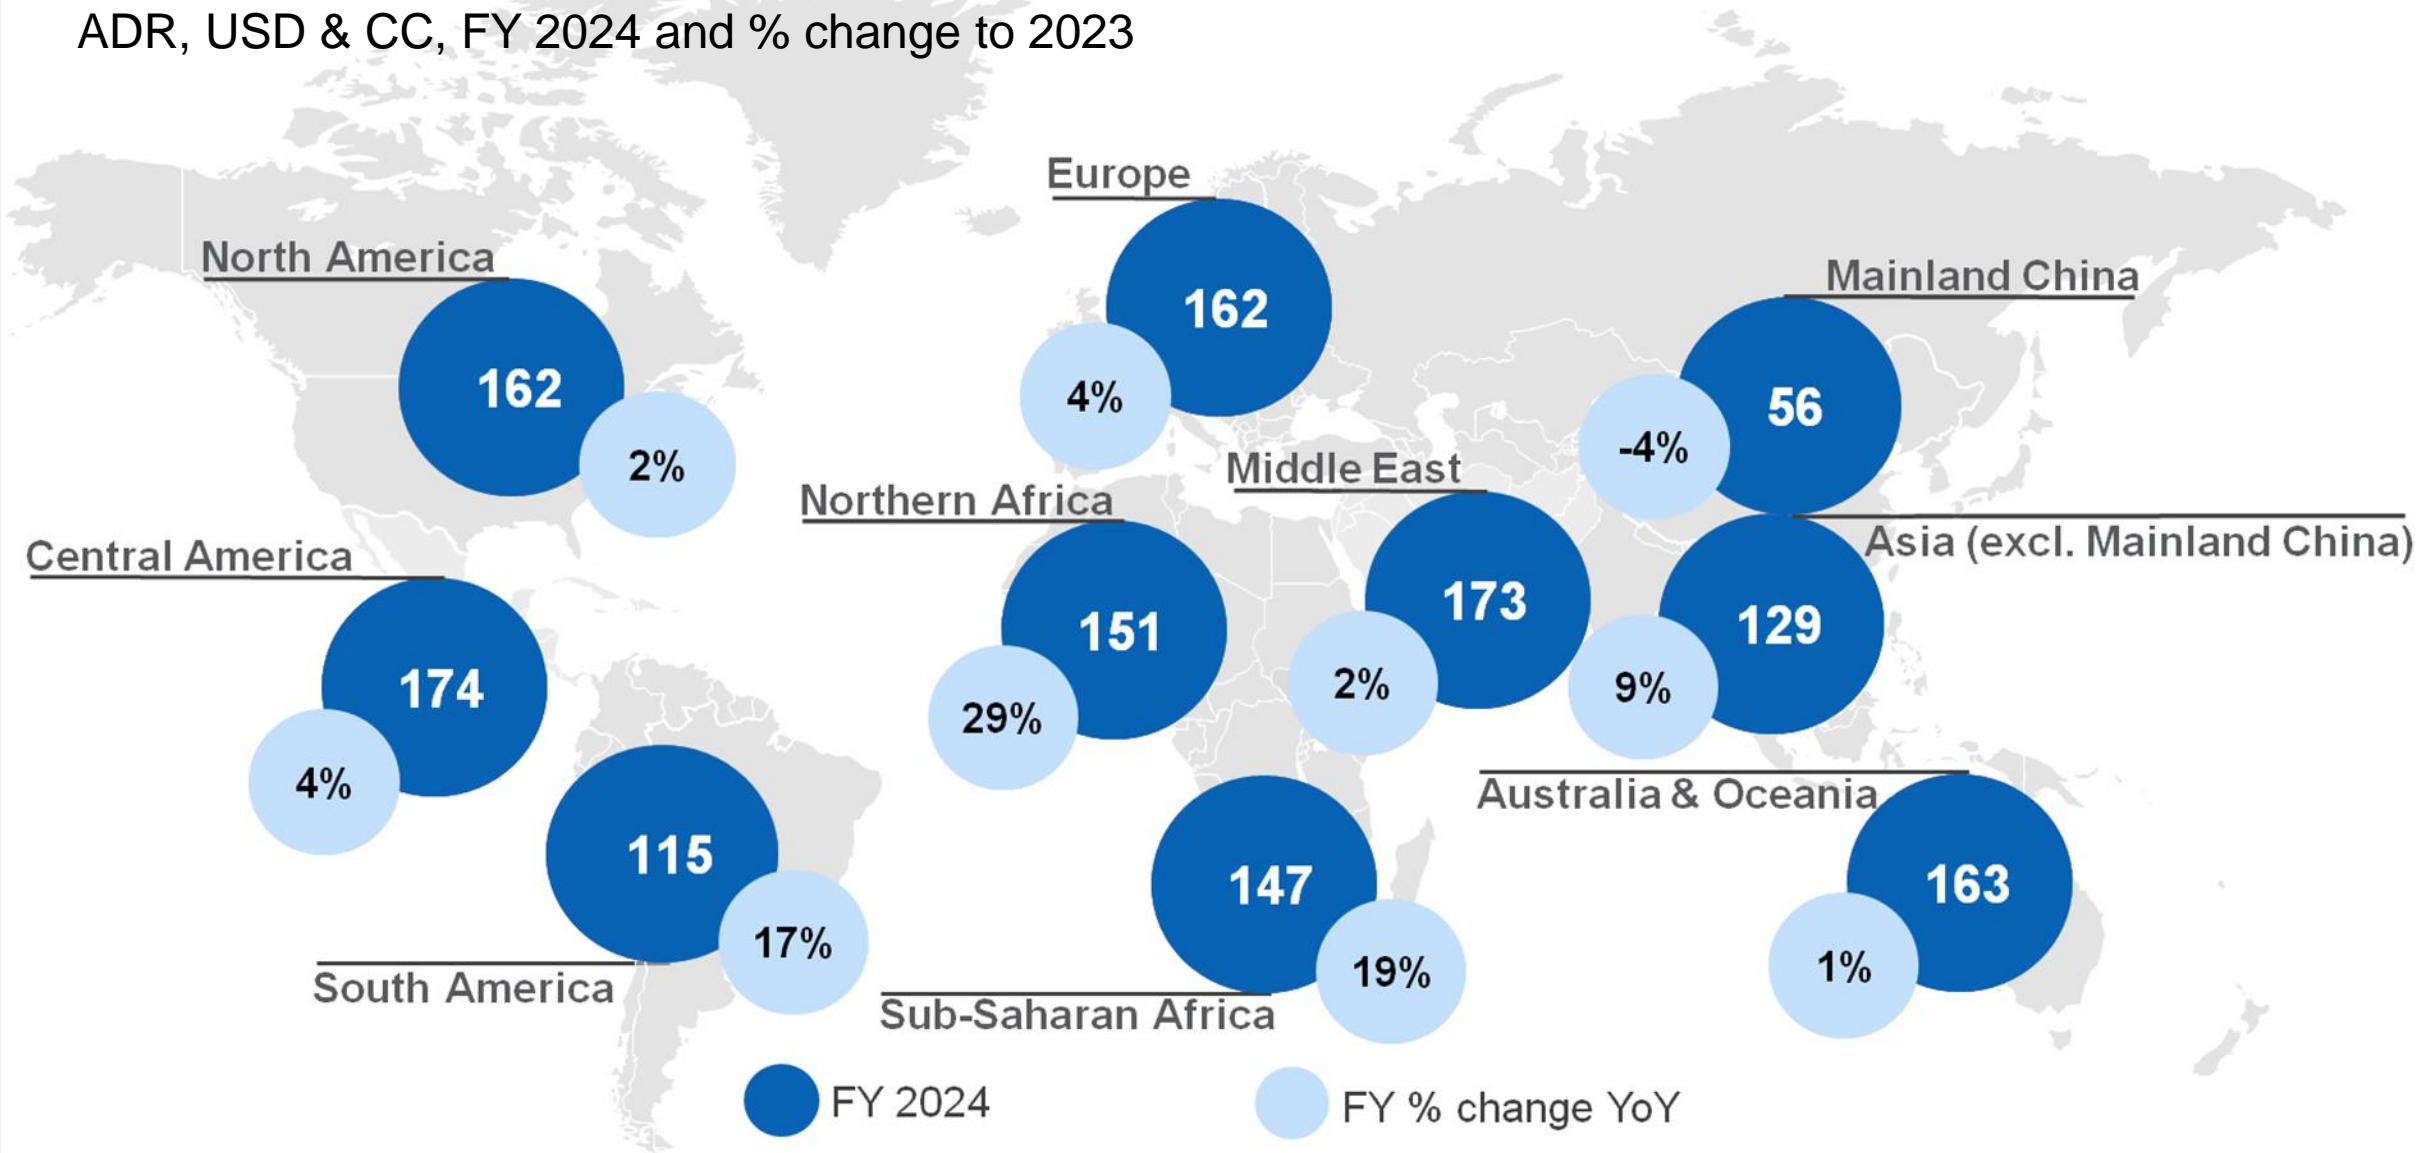 ADR, USD & CC, FY 2024 and % change to 2023
Europe
162
4%
North America
162
2%
Mainland China
56
-4%
Middle East
173
2%
Northern Africa
151
29%
Asia (excl. Mainland China)
129
9%
Central America
174
4%
South America
115
17%
Sub-Saharan Africa
147
19%
Australia & Oceania
163
1%
FY 2024
FY % change YoY